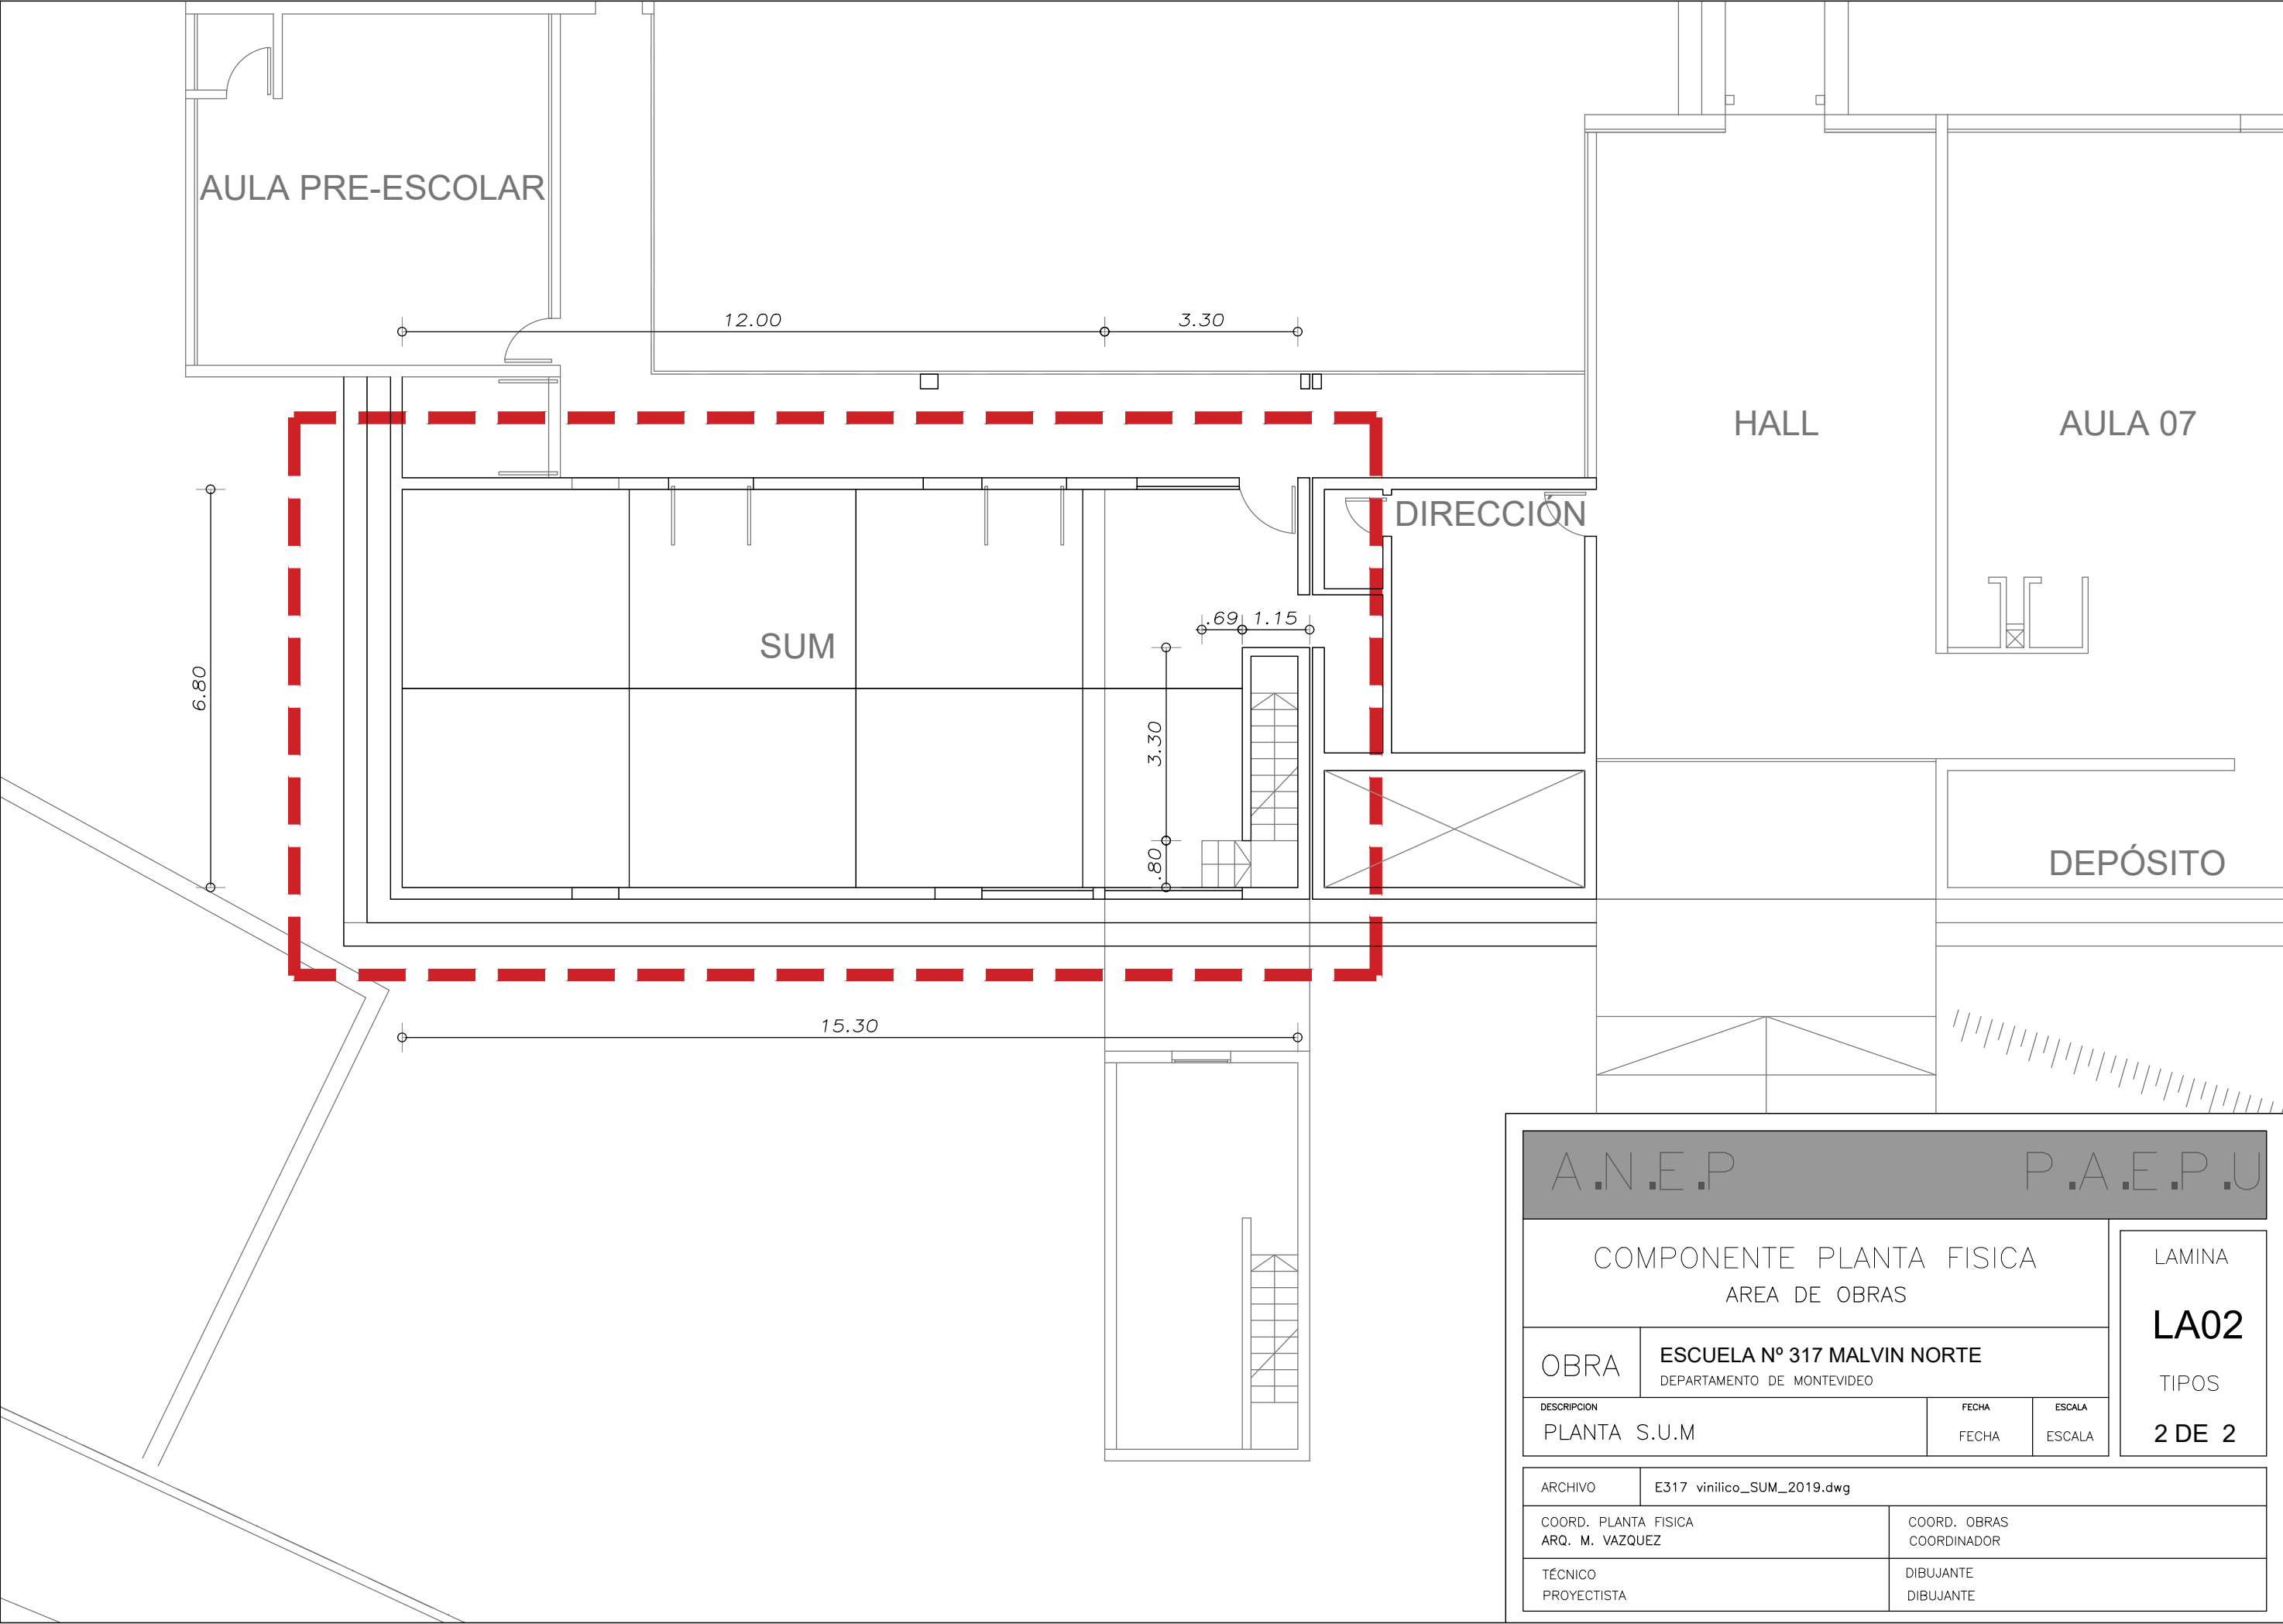 AULA PRE-ESCOLAR
12.00
3.30
HALL
AULA 07
DIRECCIÓN
.69
1.15
SUM
6.80
3.30
.80
DEPÓSITO
15.30
A.N.E.P
P.A.E.P.U
COMPONENTE PLANTA FISICA
AREA DE OBRAS
LAMINA
LA02
OBRA
ESCUELA Nº 317 MALVIN NORTE
DEPARTAMENTO DE MONTEVIDEO
TIPOS
DESCRIPCION
PLANTA S.U.M
FECHA
FECHA
ESCALA
ESCALA
2 DE 2
ARCHIVO
E317 vinilico_SUM_2019.dwg
COORD. PLANTA FISICA
ARQ. M. VAZQUEZ
COORD. OBRAS
COORDINADOR
TÉCNICO
PROYECTISTA
DIBUJANTE
DIBUJANTE